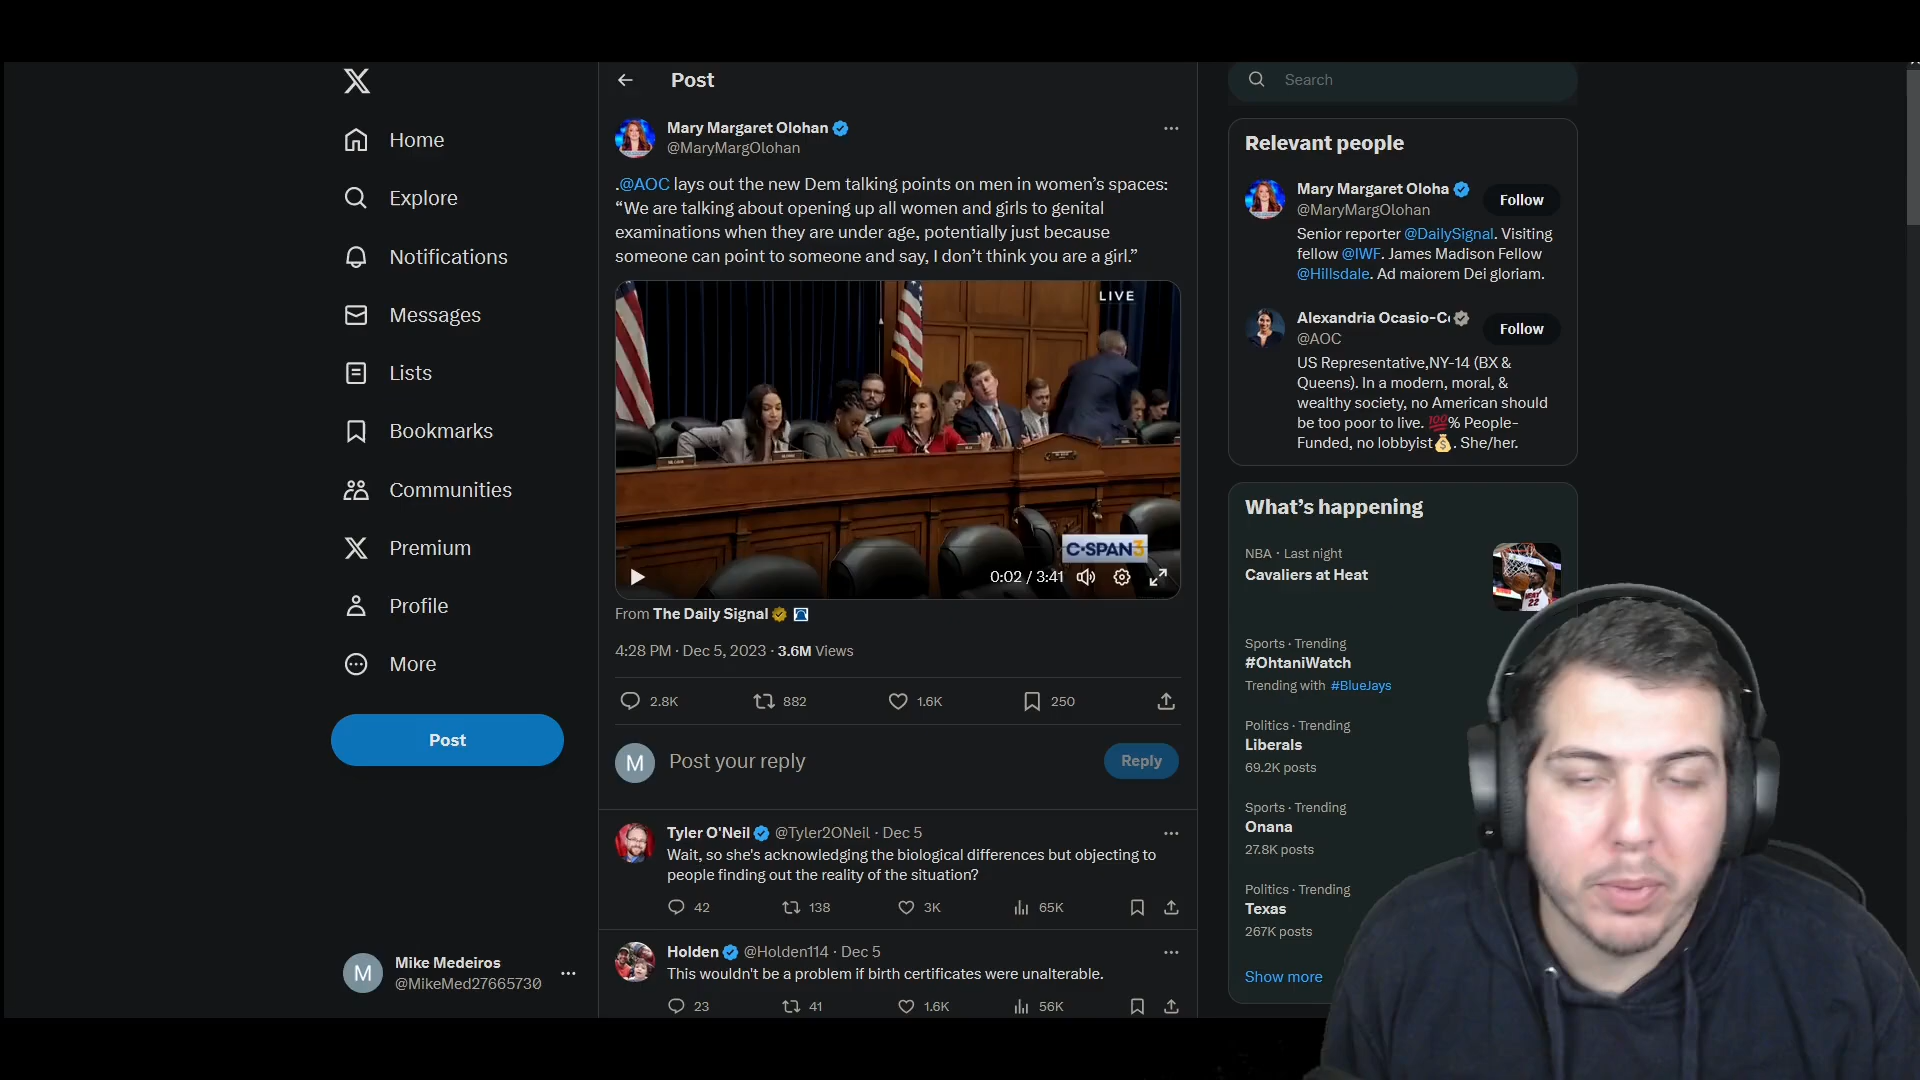 Home
Explore
Notifications
Messages
Lists
Bookmarks
Communities
Premium
Profile
More
Post
M
Mike Medeiros
@MikeMed27665730
Post
Mary Margaret Olohan
@MaryMargOlohan
.@AOC lays out the new Dem talking points on men in women’s spaces:
“We are talking about opening up all women and girls to genital
examinations when they are under age, potentially just because
someone can point to someone and say, I don’t think you are a girl.”
LIVE
C-SPAN3
0:02 / 3:41
From The Daily Signal
4:28 PM · Dec 5, 2023 · 3.6M Views
2.8K 882 1.6K 250
M
Post your reply
Reply
Tyler O'Neil @Tyler2ONeil · Dec 5
Wait, so she's acknowledging the biological differences but objecting to
people finding out the reality of the situation?
42 138 3K 65K
Holden @Holden114 · Dec 5
This wouldn't be a problem if birth certificates were unalterable.
23 41 1.6K 56K
Search
Relevant people
Mary Margaret Oloha
@MaryMargOlohan
Follow
Senior reporter @DailySignal. Visiting
fellow @IWF. James Madison Fellow
@Hillsdale. Ad maiorem Dei gloriam.
Alexandria Ocasio-C
@AOC
Follow
US Representative,NY-14 (BX &
Queens). In a modern, moral, &
wealthy society, no American should
be too poor to live. 💯% People-
Funded, no lobbyist💰. She/her.
What’s happening
NBA · Last night
Cavaliers at Heat
HEAT
22
Sports · Trending
#OhtaniWatch
Trending with #BlueJays
Politics · Trending
Liberals
69.2K posts
Sports · Trending
Onana
27.8K posts
Politics · Trending
Texas
267K posts
Show more